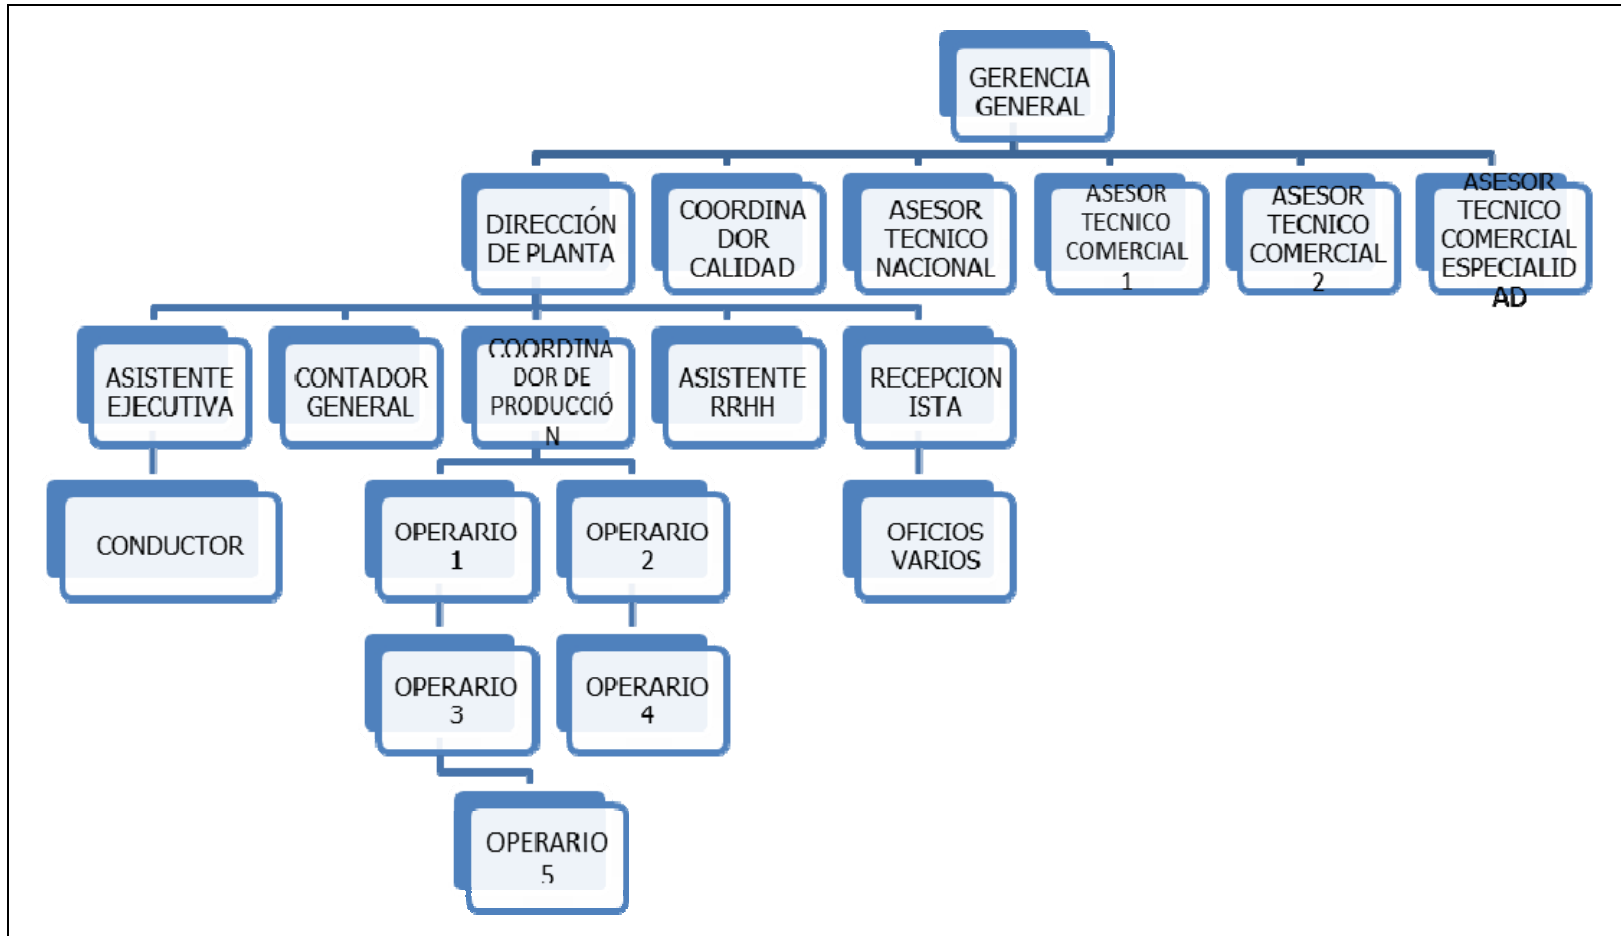 GERENCIA
GENERAL
DIRECCIÓN
DE PLANTA
COORDINA
DOR
CALIDAD
ASESOR
TECNICO
NACIONAL
ASESOR
TECNICO
COMERCIAL
1
ASESOR
TECNICO
COMERCIAL
2
ASESOR
TECNICO
COMERCIAL
ESPECIALID
AD
ASISTENTE
EJECUTIVA
CONTADOR
GENERAL
COORDINA
DOR DE
PRODUCCIÓ
N
ASISTENTE
RRHH
RECEPCION
ISTA
CONDUCTOR
OPERARIO
1
OPERARIO
2
OFICIOS
VARIOS
OPERARIO
3
OPERARIO
4
OPERARIO
5